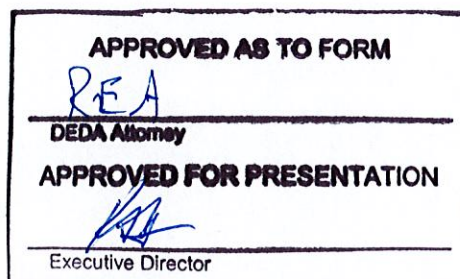 APPROVED AS TO FORM
REA
DEDA Attorney
APPROVED FOR PRESENTATION
Executive Director